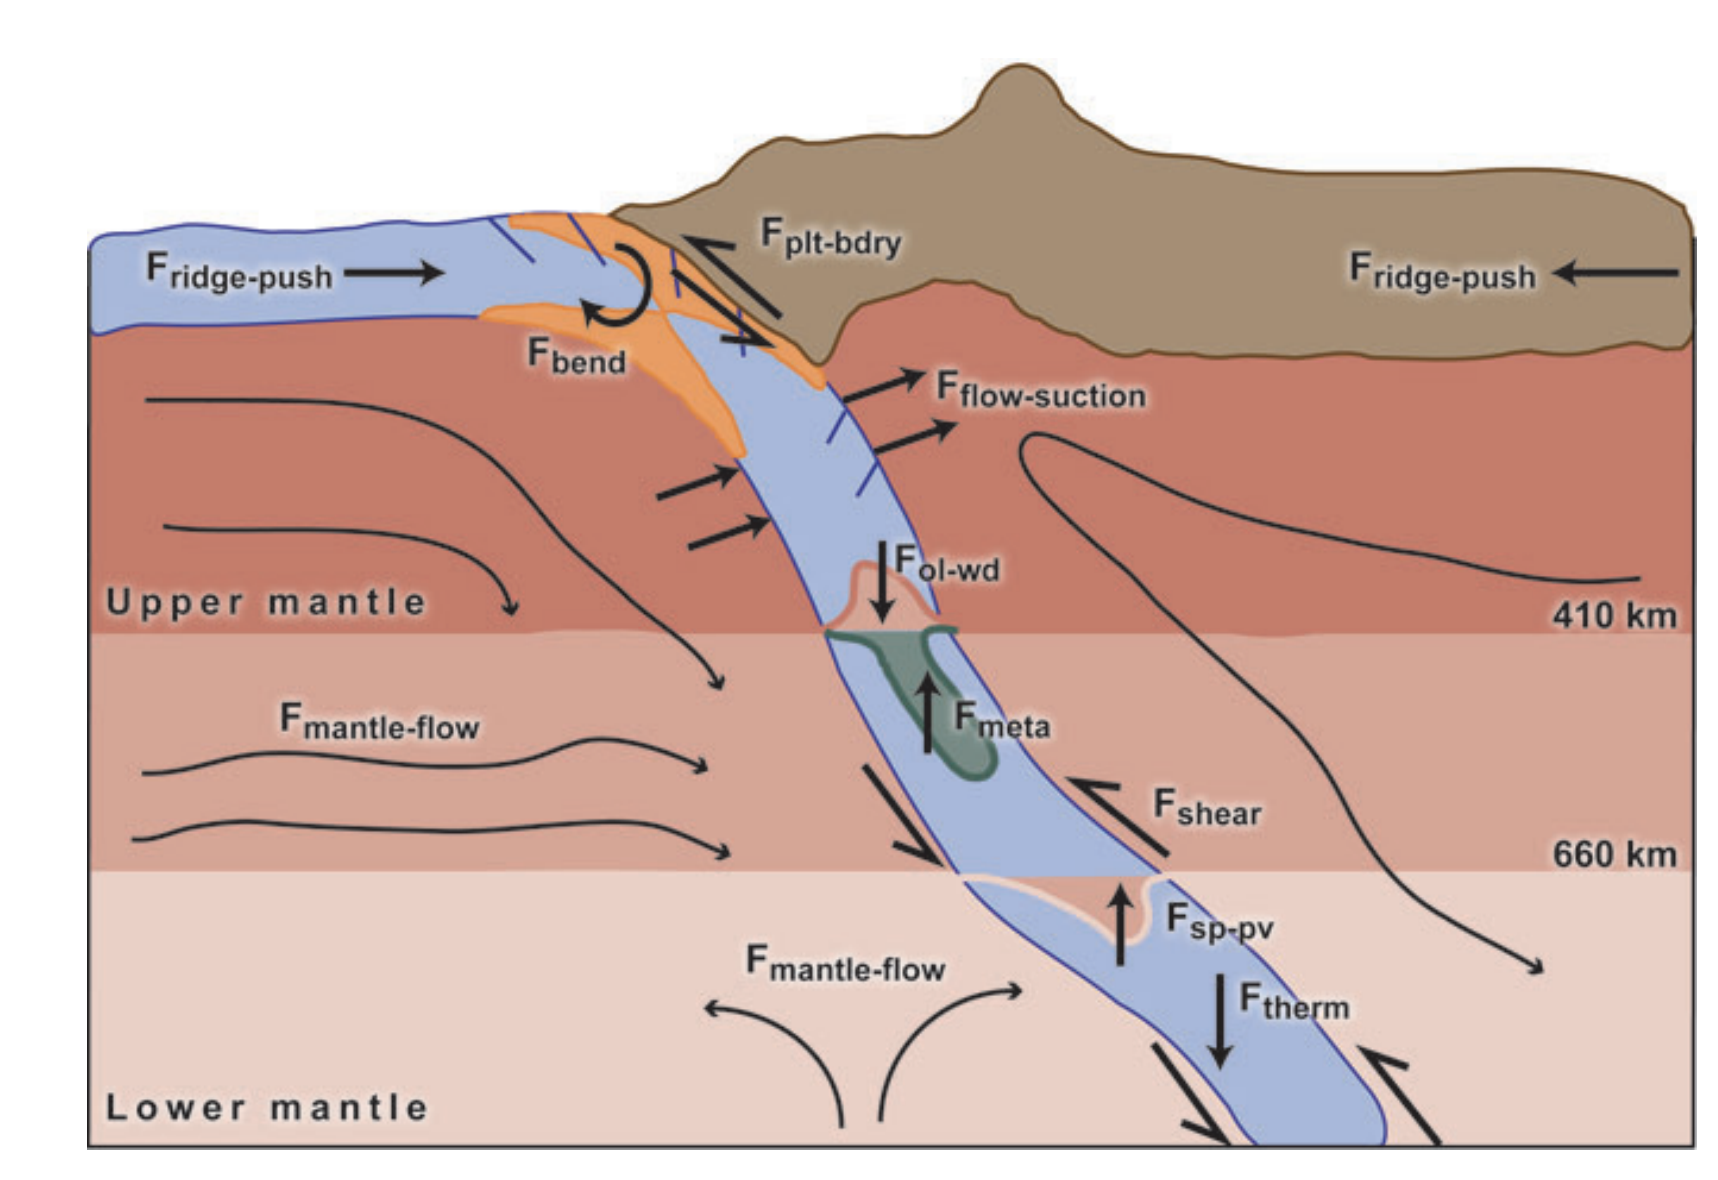 Fplt-bdry
Fridge-push
Fridge-push
Fbend
Fflow-suction
Fol-wd
Upper mantle
410 km
Fmantle-flow
Fmeta
Fshear
660 km
Fsp-pv
Fmantle-flow
Ftherm
Lower mantle